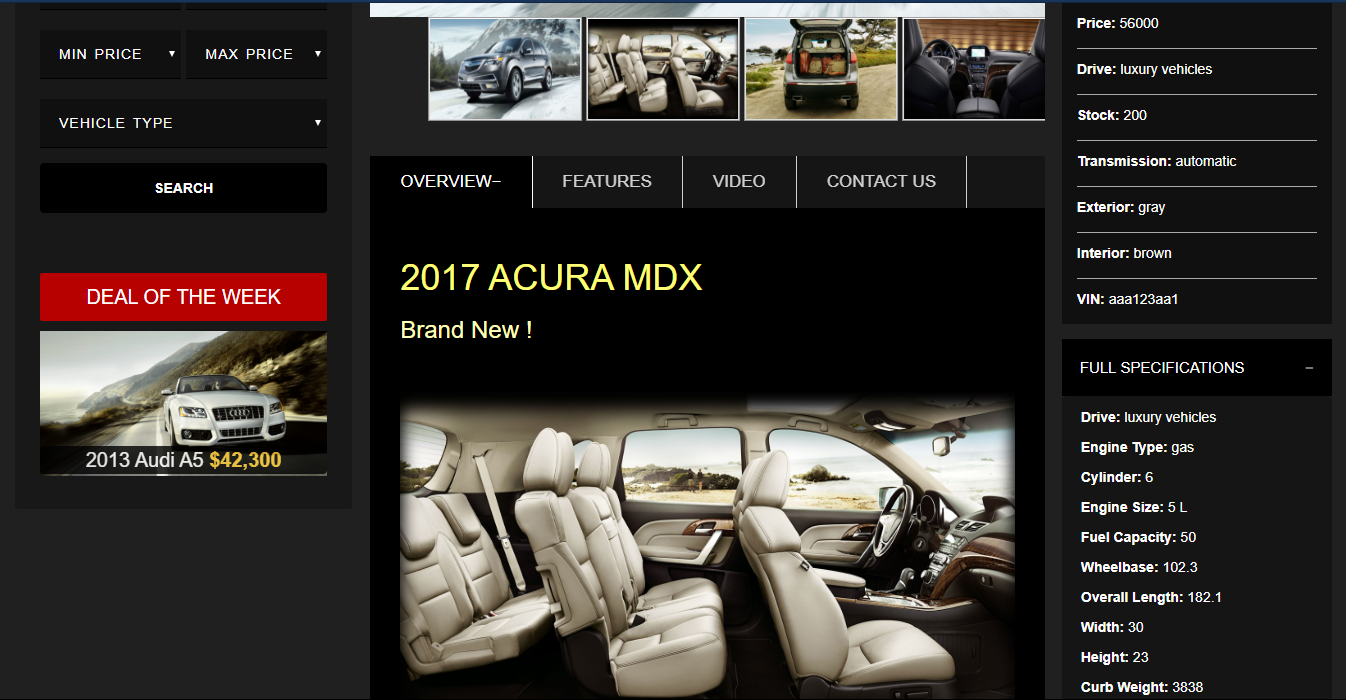 MIN PRICE
MAX PRICE
VEHICLE TYPE
SEARCH
DEAL OF THE WEEK
2013 Audi A5 $42,300
OVERVIEW–
FEATURES
VIDEO
CONTACT US
2017 ACURA MDX
Brand New !
Price: 56000
Drive: luxury vehicles
Stock: 200
Transmission: automatic
Exterior: gray
Interior: brown
VIN: aaa123aa1
FULL SPECIFICATIONS –
Drive: luxury vehicles
Engine Type: gas
Cylinder: 6
Engine Size: 5 L
Fuel Capacity: 50
Wheelbase: 102.3
Overall Length: 182.1
Width: 30
Height: 23
Curb Weight: 3838